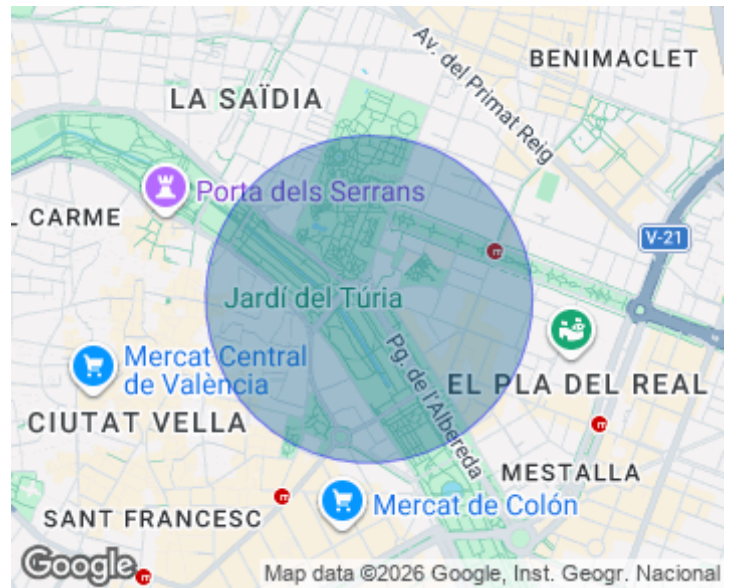 BENIMACLET
Av. del Primat Reig
LA SAÏDIA
Porta dels Serrans
L CARME
V-21
Jardí del Túria
Pg. de l'Albereda
Mercat Central
de València
EL PLA DEL REAL
CIUTAT VELLA
MESTALLA
Mercat de Colón
SANT FRANCESC
Google
Map data ©2026 Google, Inst. Geogr. Nacional